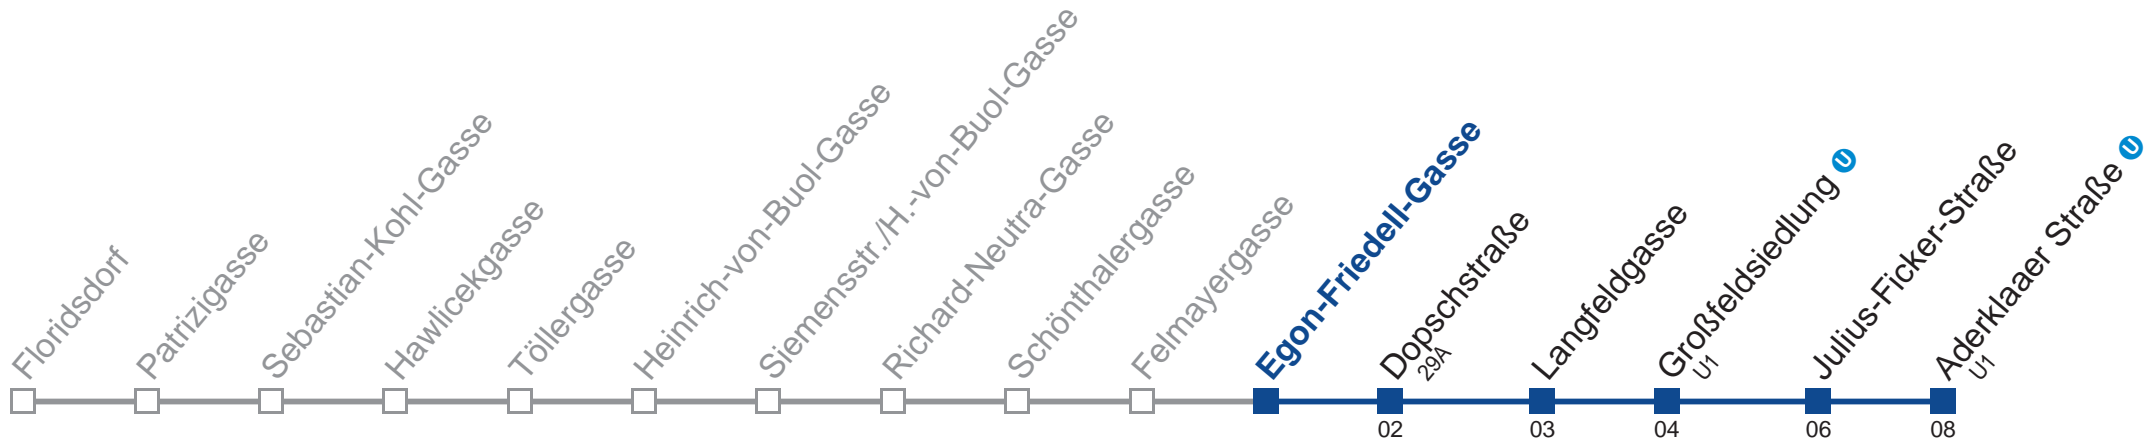 Floridsdorf
Patrizigasse
Sebastian-Kohl-Gasse
Hawlicekgasse
Töllergasse
Heinrich-von-Buol-Gasse
Siemensstr./H.-von-Buol-Gasse
Richard-Neutra-Gasse
Schönthalergasse
Felmayergasse
Egon-Friedell-Gasse
Dopschstraße
29A
Langfeldgasse
Großfeldsiedlung U
U1
Julius-Ficker-Straße
Aderklaaer Straße U
U1
02 03 04 06 08